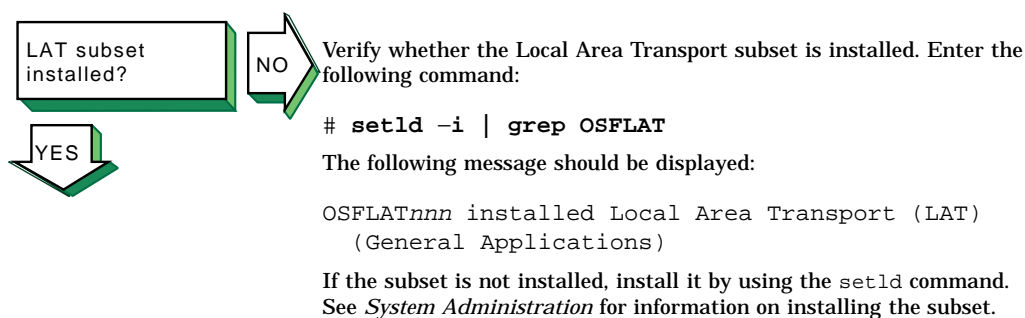 LAT subset
installed?
NO
YES
Verify whether the Local Area Transport subset is installed. Enter the
following command:
# setld –i | grep OSFLAT
The following message should be displayed:
OSFLATnnn installed Local Area Transport (LAT)
(General Applications)
If the subset is not installed, install it by using the setld command.
See System Administration for information on installing the subset.